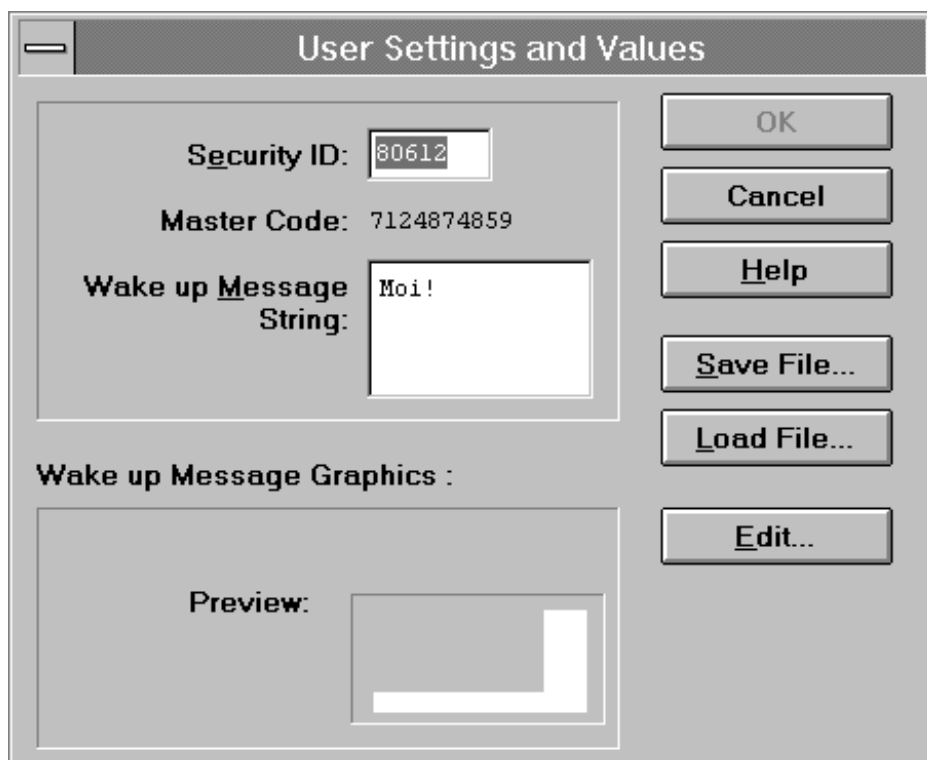 User Settings and Values
Security ID: 80612
Master Code: 7124874859
Wake up Message
String:
Moi!
OK
Cancel
Help
Save File...
Load File...
Wake up Message Graphics :
Edit...
Preview: